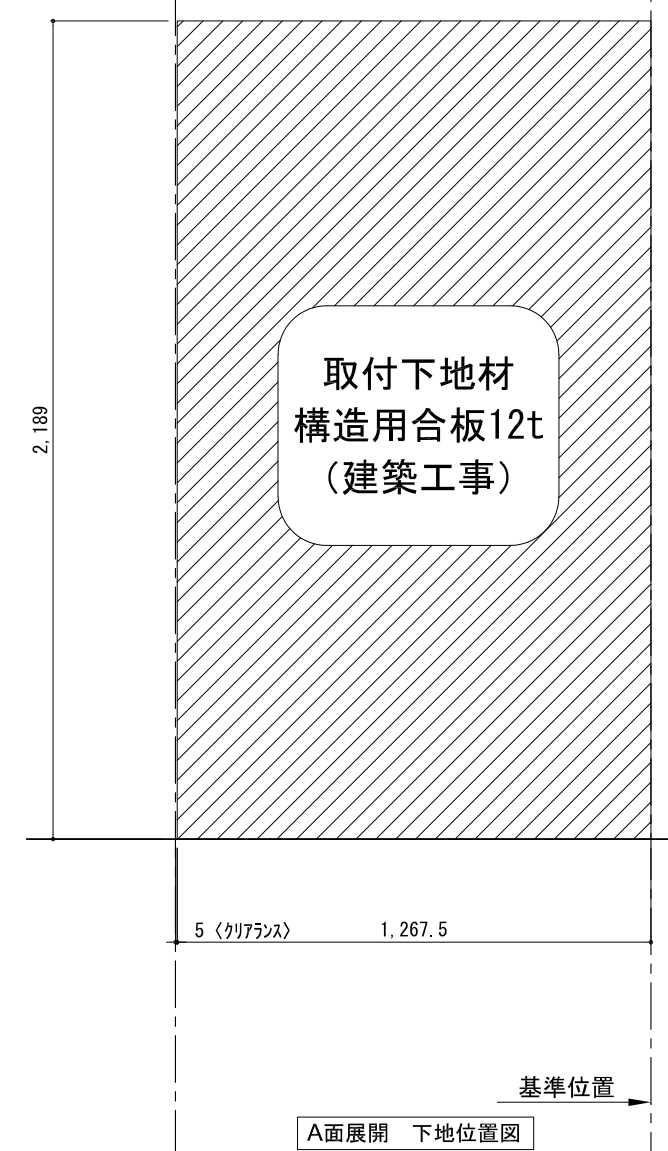 取付下地材
構造用合板12t
(建築工事)
2,189
5 〈クリアランス〉
1,267.5
基準位置
A面展開　下地位置図